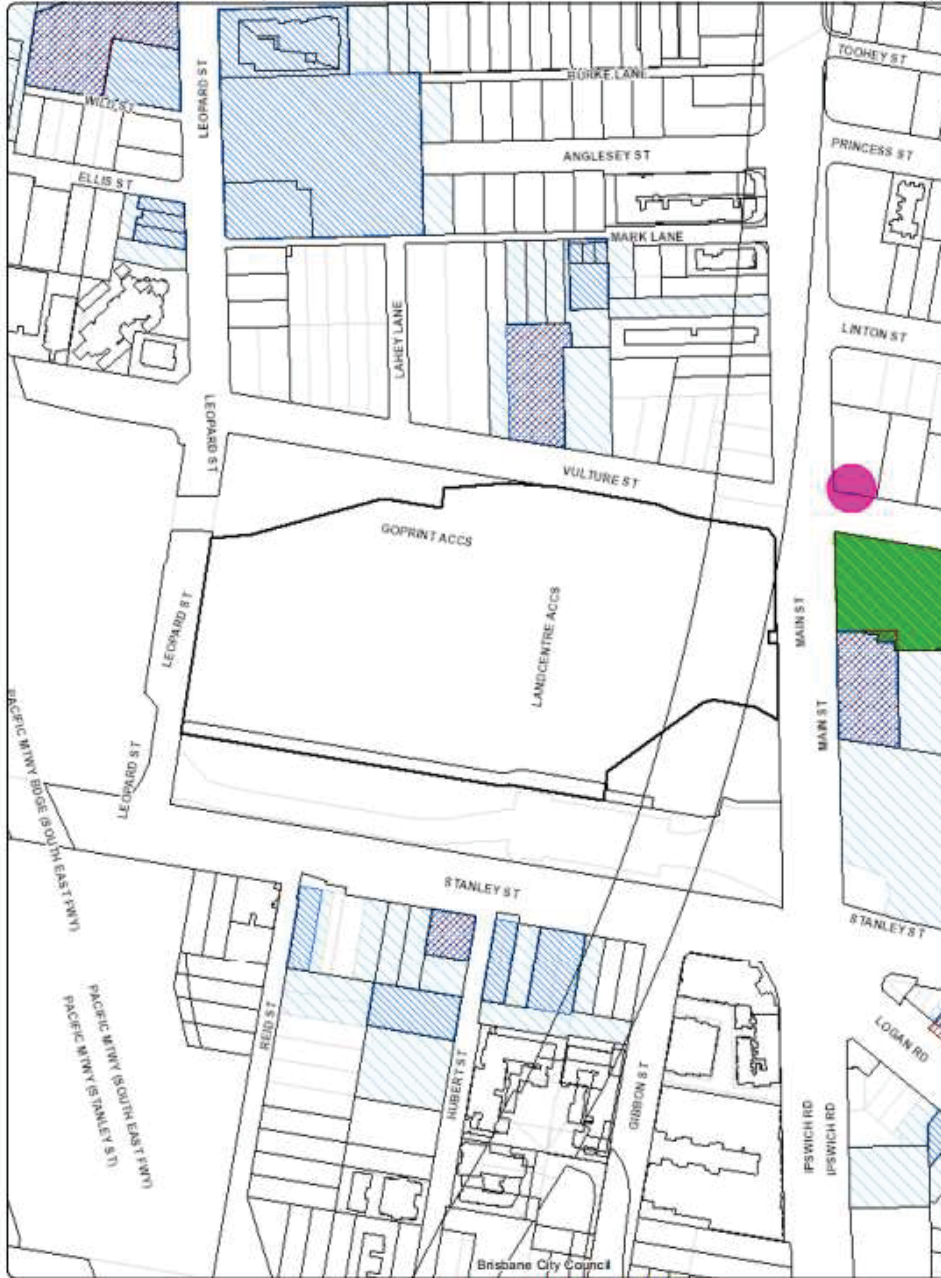 TOOHEY ST
BURKE LANE
LEOPARD ST
WILD ST
PRINCESS ST
ANGLESEY ST
ELLIS ST
MARK LANE
LINTON ST
LAHEY LANE
LEOPARD ST
VULTURE ST
GOPRINT ACCS
LEOPARD ST
LANDCENTRE ACCS
MAIN ST
MAIN ST
LEOPARD ST
PACIFIC MTWY BDGE (SOUTH EAST FWY)
STANLEY ST
STANLEY ST
REID ST
LOGAN RD
HUBERT ST
GIBBON ST
PACIFIC MTWY (SOUTH EAST FWY)
PACIFIC MTWY (STANLEY ST)
IPSWICH RD
IPSWICH RD
Brisbane City Council